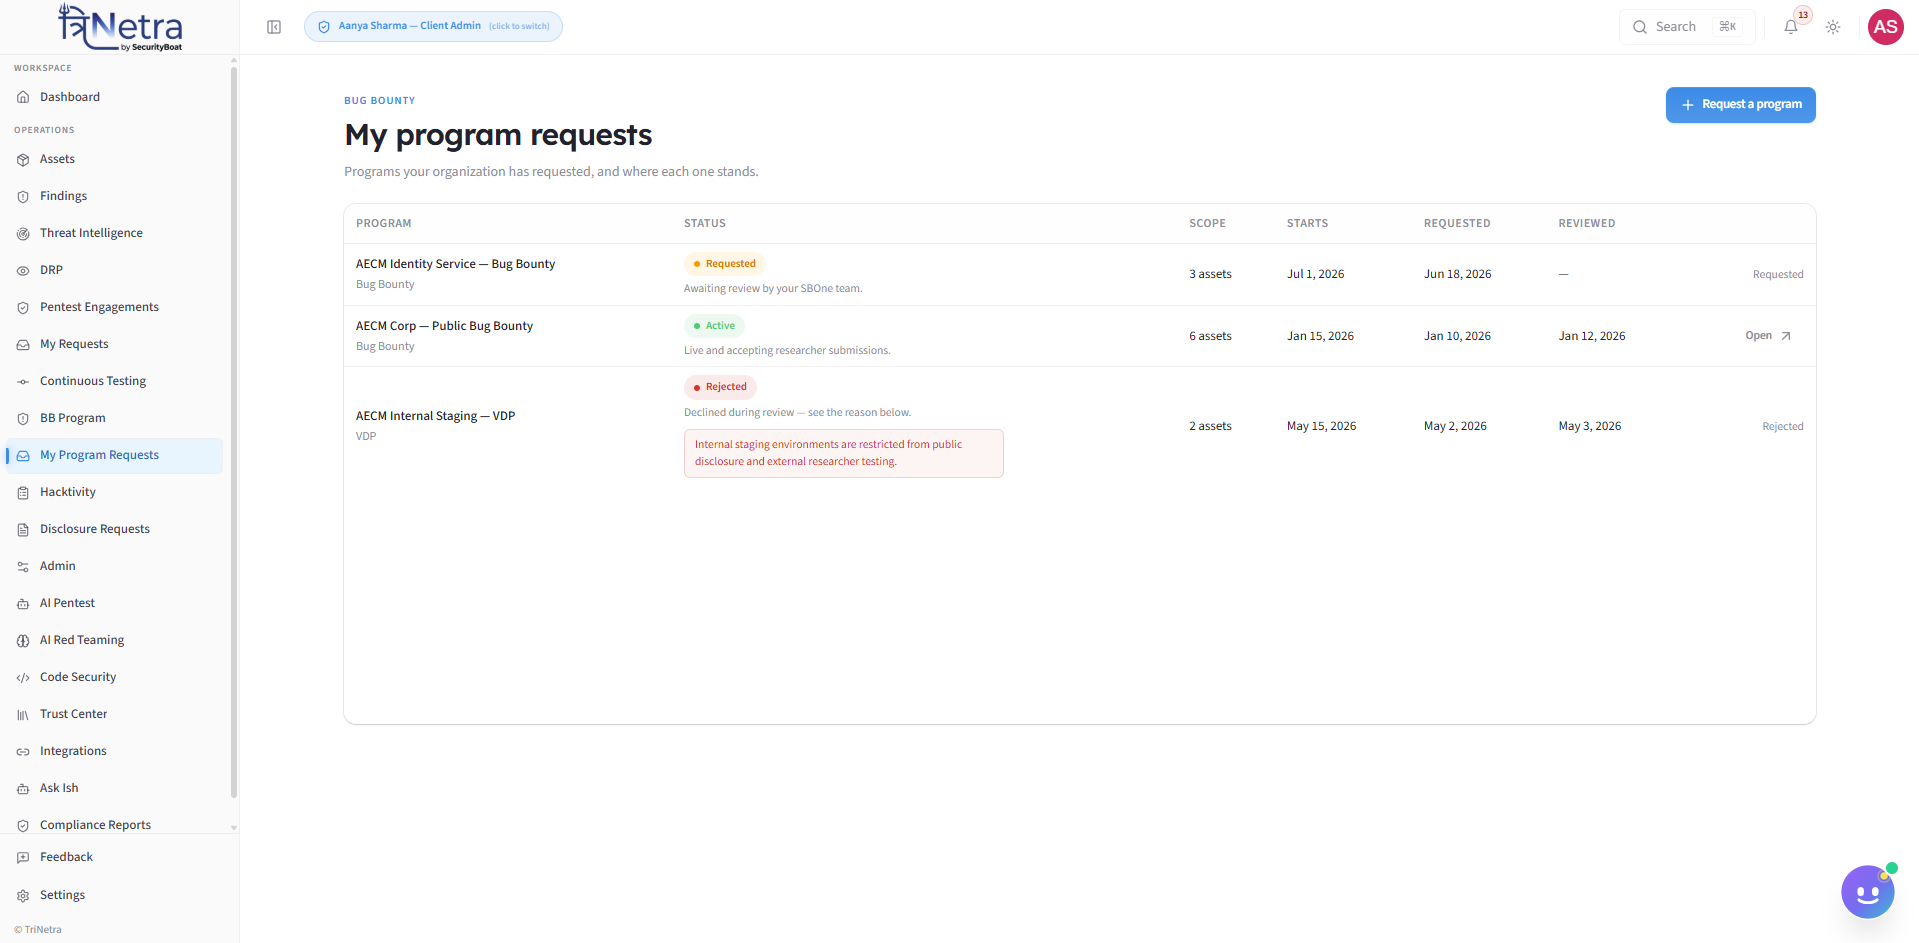 त्रिNetra
by SecurityBoat
Aanya Sharma — Client Admin (click to switch)
Search ⌘K
13
AS
WORKSPACE
Dashboard
OPERATIONS
Assets
Findings
Threat Intelligence
DRP
Pentest Engagements
My Requests
Continuous Testing
BB Program
My Program Requests
Hacktivity
Disclosure Requests
Admin
AI Pentest
AI Red Teaming
Code Security
Trust Center
Integrations
Ask Ish
Compliance Reports
Feedback
Settings
© TriNetra
BUG BOUNTY
My program requests
Programs your organization has requested, and where each one stands.
+ Request a program
PROGRAM STATUS SCOPE STARTS REQUESTED REVIEWED
AECM Identity Service — Bug Bounty
Bug Bounty
Requested
Awaiting review by your SBOne team.
3 assets Jul 1, 2026 Jun 18, 2026 — Requested
AECM Corp — Public Bug Bounty
Bug Bounty
Active
Live and accepting researcher submissions.
6 assets Jan 15, 2026 Jan 10, 2026 Jan 12, 2026 Open
AECM Internal Staging — VDP
VDP
Rejected
Declined during review — see the reason below.
Internal staging environments are restricted from public
disclosure and external researcher testing.
2 assets May 15, 2026 May 2, 2026 May 3, 2026 Rejected